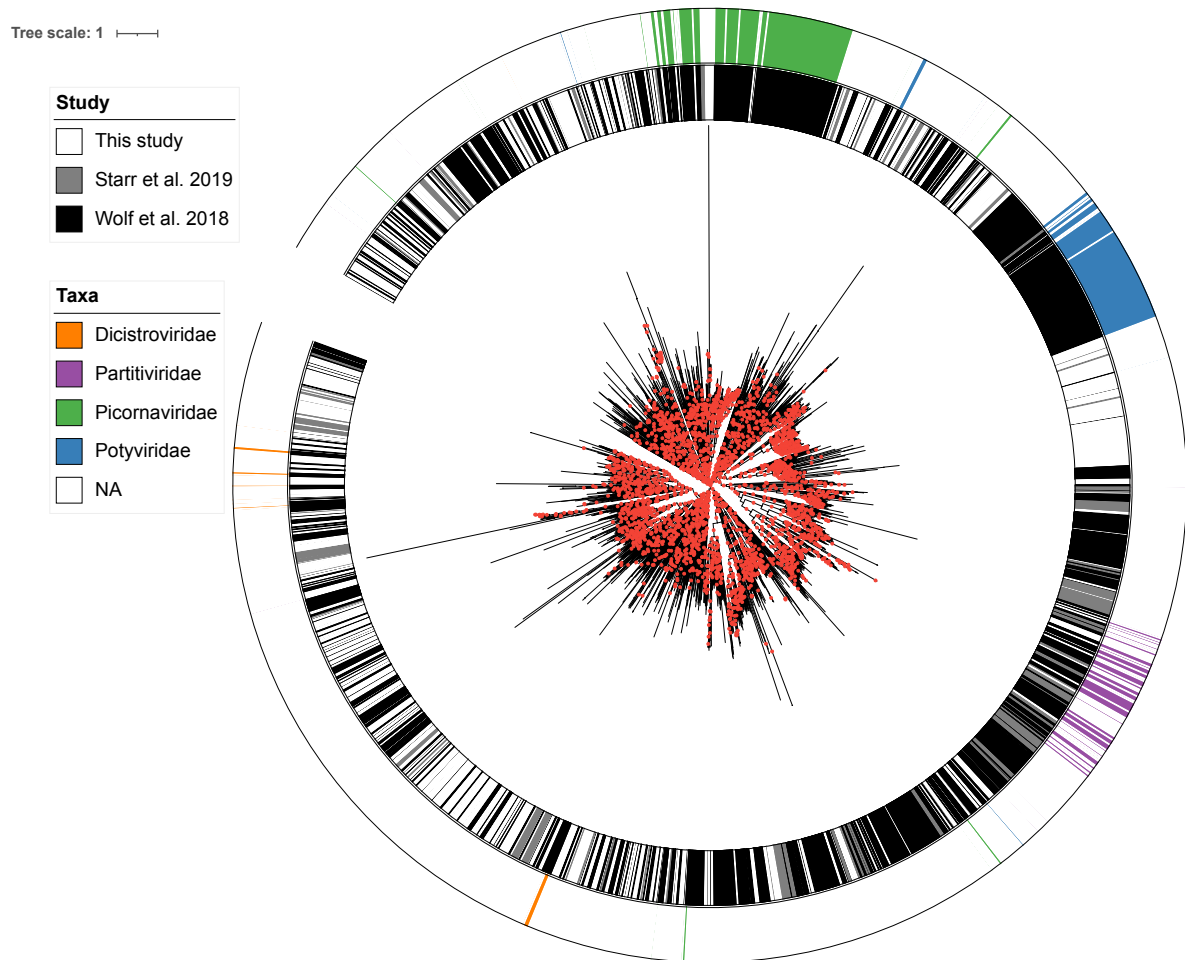 Tree scale: 1
Study
This study
Starr et al. 2019
Wolf et al. 2018
Taxa
Dicistroviridae
Partitiviridae
Picornaviridae
Potyviridae
NA